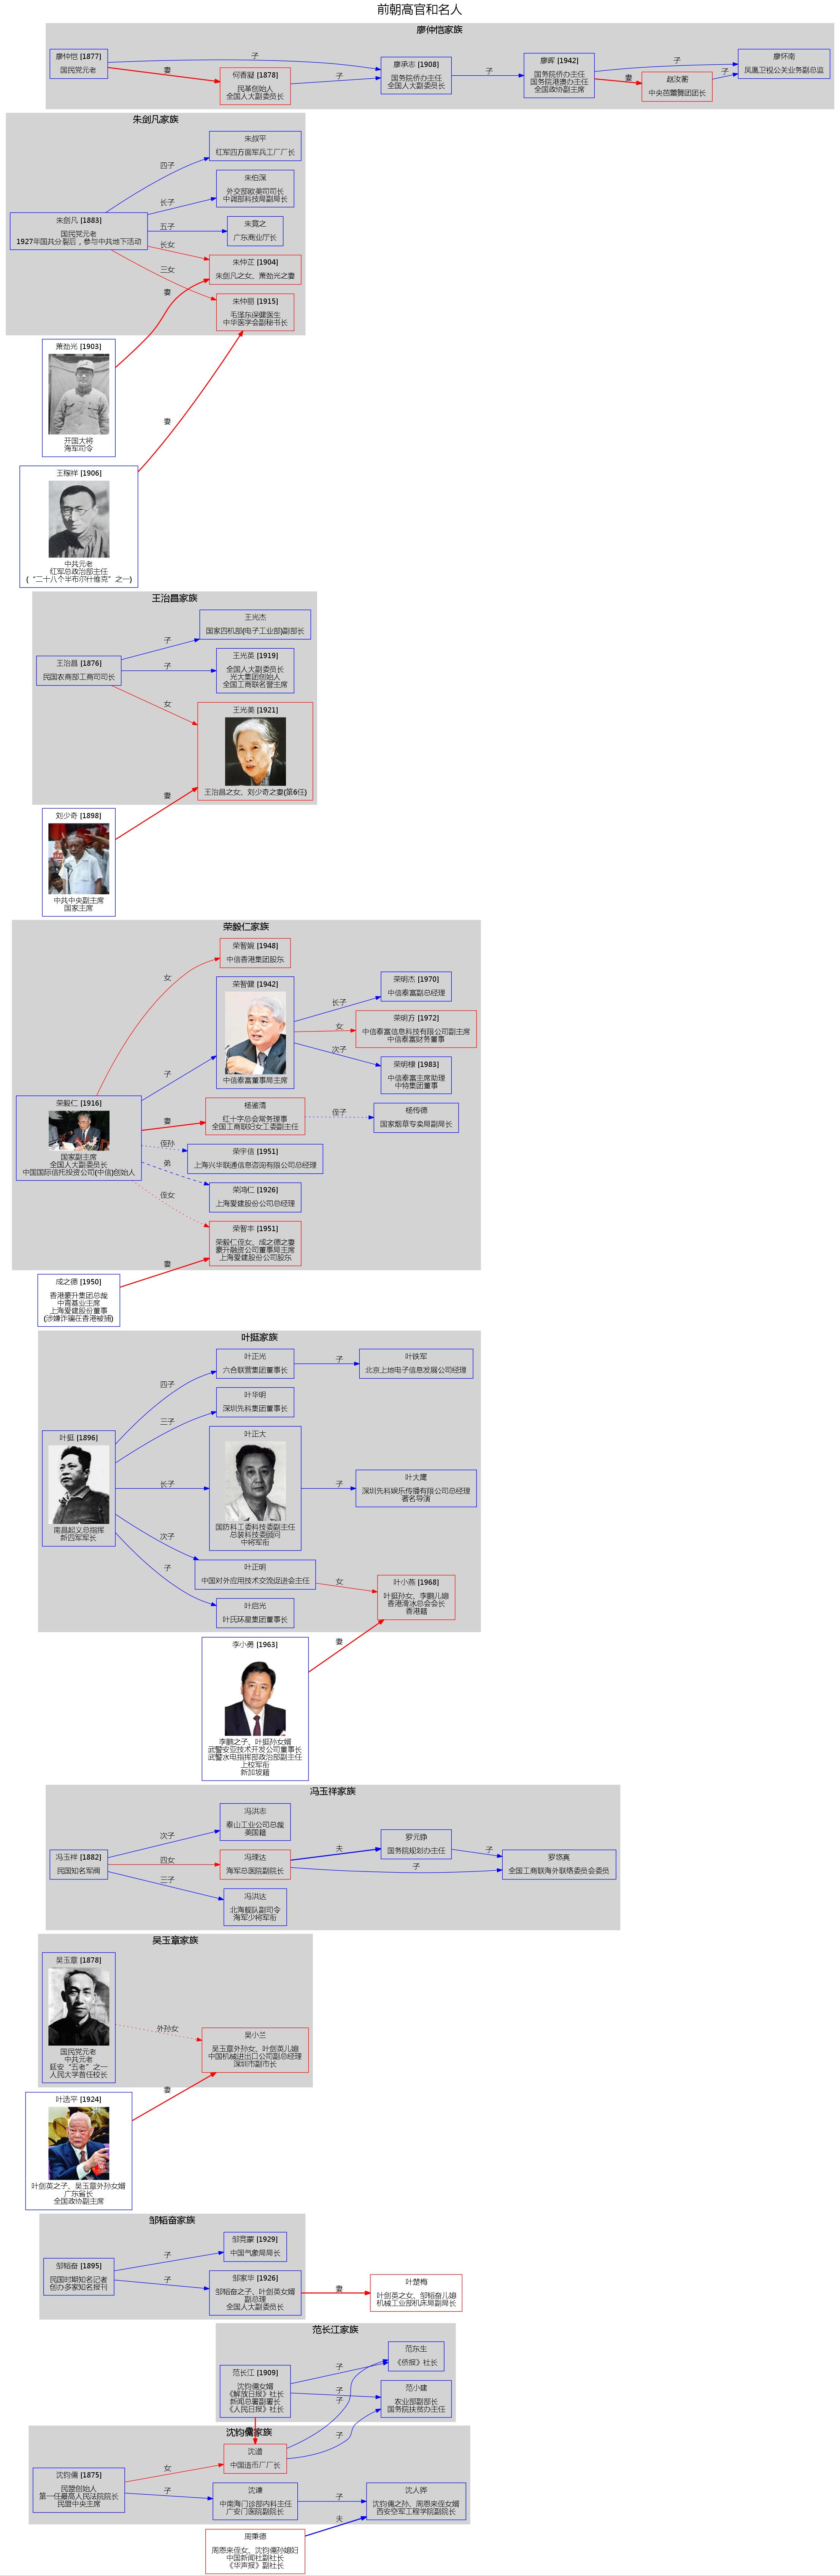 前朝高官和名人
廖仲恺家族
廖仲恺 [1877]
国民党元老
子
妻
何香凝 [1878]
民革创始人
全国人大副委员长
子
廖承志 [1908]
国务院侨办主任
全国人大副委员长
子
廖晖 [1942]
国务院侨办主任
国务院港澳办主任
全国政协副主席
子
妻
赵汝蘅
中央芭蕾舞团团长
子
廖怀南
凤凰卫视公关业务副总监
朱剑凡家族
朱剑凡 [1883]
国民党元老
1927年国共分裂后，参与中共地下活动
四子
朱叔平
红军四方面军兵工厂厂长
长子
朱伯深
外交部欧美司司长
中调部科技局副局长
五子
朱竟之
广东商业厅长
长女
朱仲芷 [1904]
朱剑凡之女、萧劲光之妻
三女
朱仲丽 [1915]
毛泽东保健医生
中华医学会副秘书长
妻
萧劲光 [1903]
开国大将
海军司令
妻
王稼祥 [1906]
中共元老
红军总政治部主任
(“二十八个半布尔什维克”之一)
王治昌家族
王治昌 [1876]
民国农商部工商司司长
子
王光杰
国家四机部(电子工业部)副部长
子
王光英 [1919]
全国人大副委员长
光大集团创始人
全国工商联名誉主席
女
王光美 [1921]
王治昌之女、刘少奇之妻(第6任)
妻
刘少奇 [1898]
中共中央副主席
国家主席
荣毅仁家族
荣毅仁 [1916]
国家副主席
全国人大副委员长
中国国际信托投资公司(中信)创始人
女
荣智婉 [1948]
中信香港集团股东
子
荣智健 [1942]
中信泰富董事局主席
长子
荣明杰 [1970]
中信泰富副总经理
女
荣明方 [1972]
中信泰富信息科技有限公司副主席
中信泰富财务董事
次子
荣明棣 [1983]
中信泰富主席助理
中特集团董事
妻
杨鉴清
红十字总会常务理事
全国工商联妇女工委副主任
侄子
杨传德
国家烟草专卖局副局长
侄孙
荣宇信 [1951]
上海兴华联通信息咨询有限公司总经理
弟
荣鸿仁 [1926]
上海爱建股份公司总经理
侄女
荣智丰 [1951]
荣毅仁侄女、成之德之妻
豪升融资公司董事局主席
上海爱建股份公司股东
妻
成之德 [1950]
香港豪升集团总裁
中青基业主席
上海爱建股份董事
(涉嫌诈骗在香港被捕)
叶挺家族
叶挺 [1896]
南昌起义总指挥
新四军军长
四子
叶正光
六合联营集团董事长
子
叶铁军
北京上地电子信息发展公司经理
三子
叶华明
深圳先科集团董事长
长子
叶正大
国防科工委科技委副主任
总装科技委顾问
中将军衔
子
叶大鹰
深圳先科娱乐传播有限公司总经理
著名导演
次子
叶正明
中国对外应用技术交流促进会主任
女
叶小燕 [1968]
叶挺孙女、李鹏儿媳
香港滑冰总会会长
香港籍
子
叶启光
叶氏环星集团董事长
妻
李小勇 [1963]
李鹏之子、叶挺孙女婿
武警安亚技术开发公司董事长
武警水电指挥部政治部副主任
上校军衔
新加坡籍
冯玉祥家族
冯玉祥 [1882]
民国知名军阀
次子
冯洪志
泰山工业公司总裁
美国籍
四女
冯理达
海军总医院副院长
夫
罗元铮
国务院规划办主任
子
子
罗悠真
全国工商联海外联络委员会委员
三子
冯洪达
北海舰队副司令
海军少将军衔
吴玉章家族
吴玉章 [1878]
国民党元老
中共元老
延安“五老”之一
人民大学首任校长
外孙女
吴小兰
吴玉章外孙女、叶剑英儿媳
中国机械进出口公司副总经理
深圳市副市长
妻
叶选平 [1924]
叶剑英之子、吴玉章外孙女婿
广东省长
全国政协副主席
邹韬奋家族
邹韬奋 [1895]
民国时期知名记者
创办多家知名报刊
子
邹竞蒙 [1929]
中国气象局局长
子
邹家华 [1926]
邹韬奋之子、叶剑英女婿
副总理
全国人大副委员长
妻
叶楚梅
叶剑英之女、邹韬奋儿媳
机械工业部机床局副局长
范长江家族
范长江 [1909]
沈钧儒女婿
《解放日报》社长
新闻总署副署长
《人民日报》社长
子
范东生
《侨报》社长
子
子
范小建
农业部副部长
国务院扶贫办主任
子
沈钧儒家族
妻
沈谱
中国造币厂厂长
沈钧儒 [1875]
民盟创始人
第一任最高人民法院院长
民盟中央主席
女
子
沈谦
中南海门诊部内科主任
广安门医院副院长
子
沈人骅
沈钧儒之孙、周恩来侄女婿
西安空军工程学院副院长
夫
周秉德
周恩来侄女、沈钧儒孙媳妇
中国新闻社副社长
《华声报》副社长